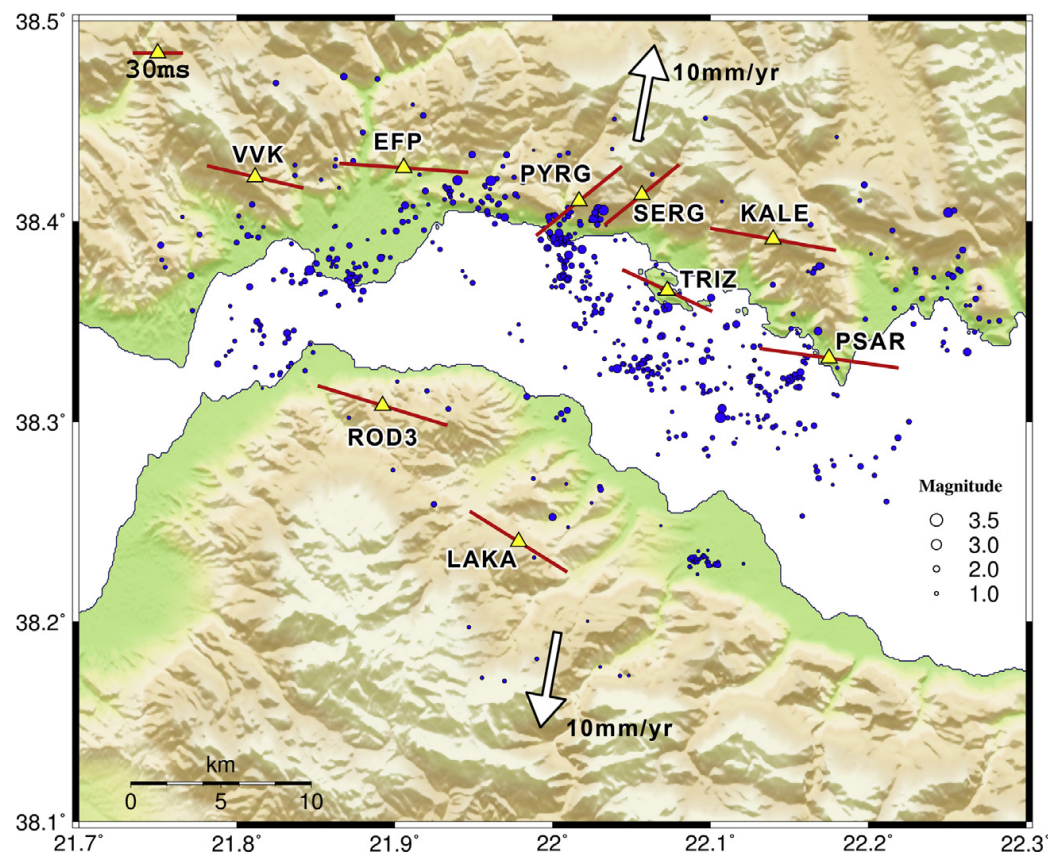 38.5°
30ms
10mm/yr
EFP
VVK
PYRG
SERG
KALE
38.4°
TRIZ
PSAR
38.3°
ROD3
Magnitude
3.5
3.0
2.0
1.0
LAKA
38.2°
10mm/yr
km
0 5 10
38.1°
21.7° 21.8° 21.9° 22° 22.1° 22.2° 22.3°